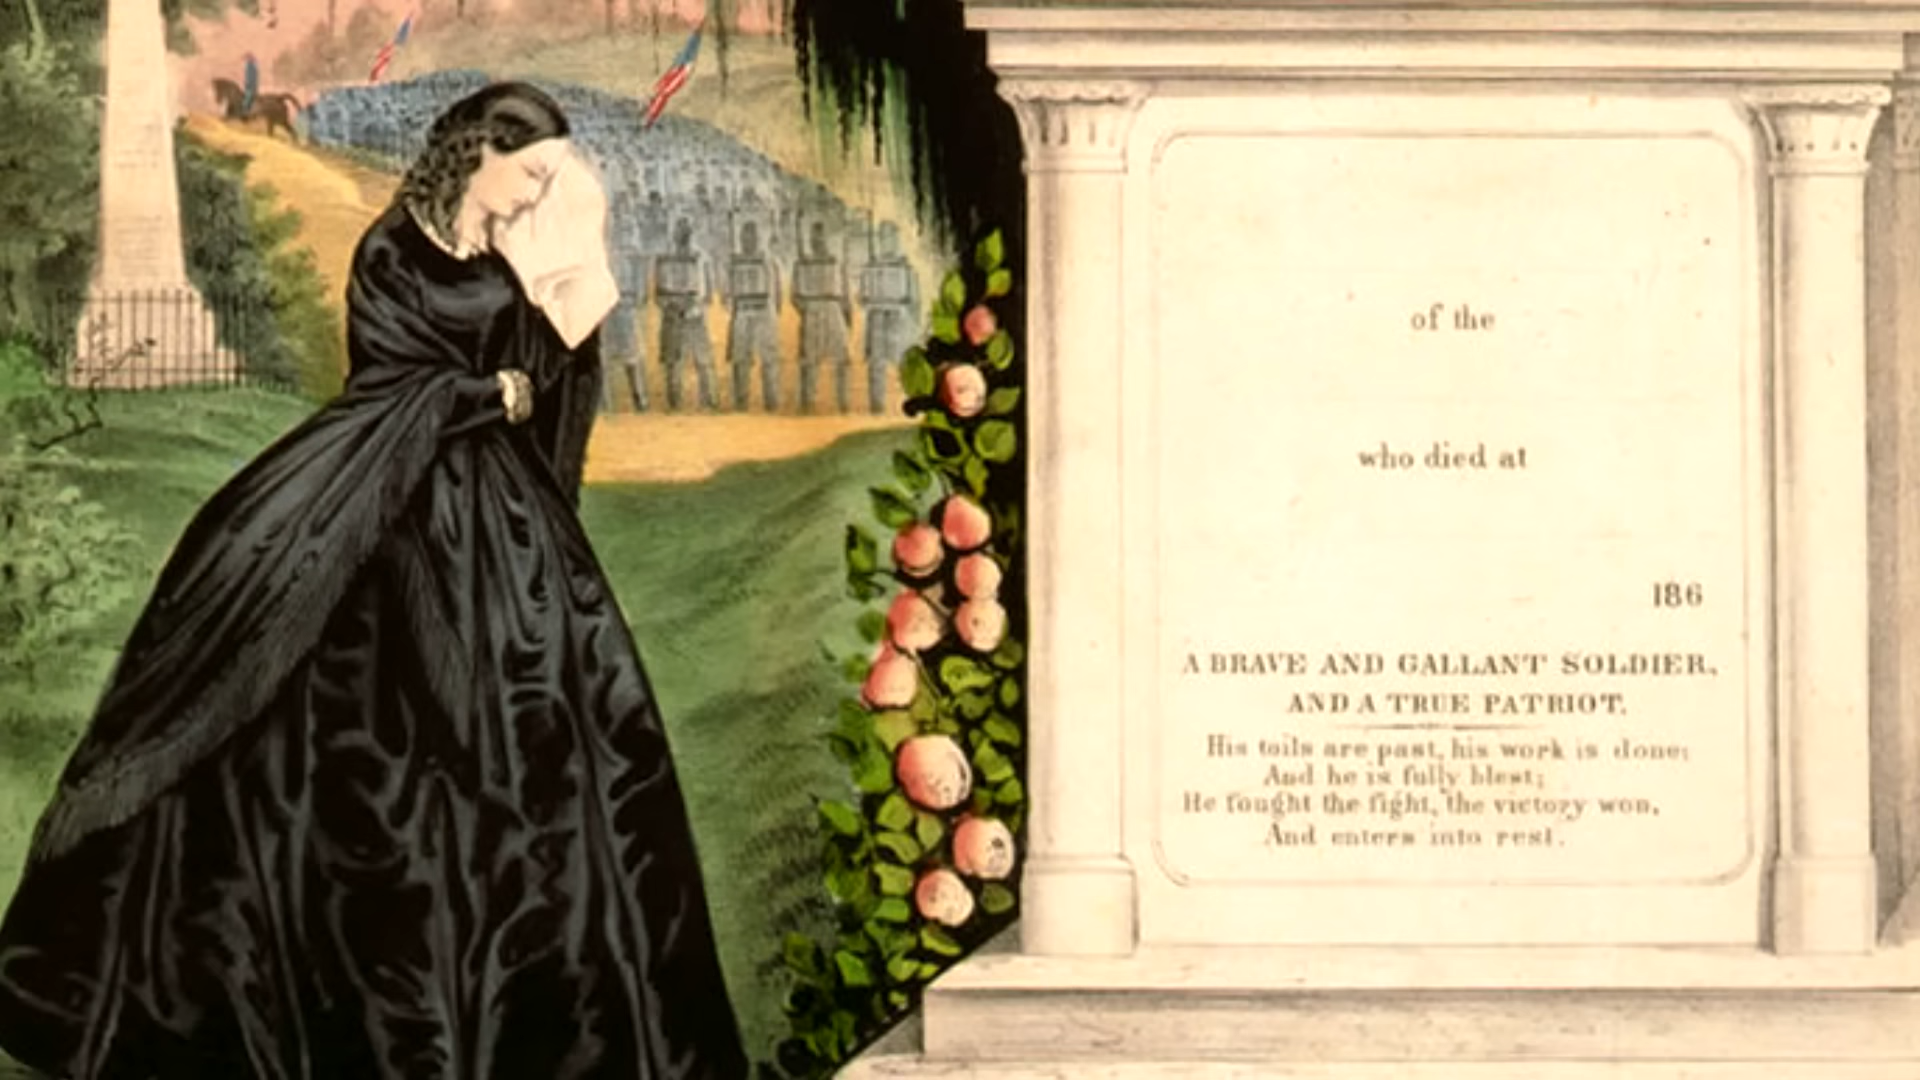 of the
who died at
186
A BRAVE AND GALLANT SOLDIER,
AND A TRUE PATRIOT.
His toils are past, his work is done;
And he is fully blest;
He fought the fight, the victory won,
And enters into rest.